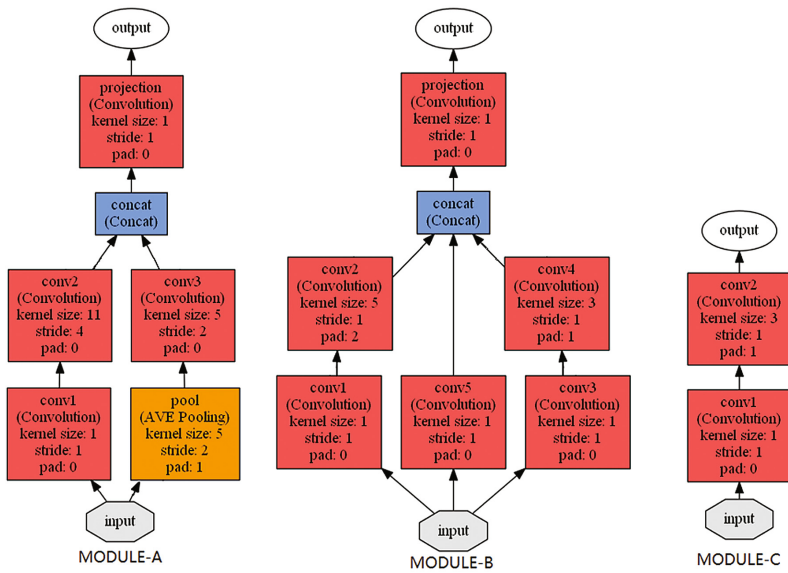 output
projection
(Convolution)
kernel size: 1
stride: 1
pad: 0
concat
(Concat)
conv2
(Convolution)
kernel size: 11
stride: 4
pad: 0
conv3
(Convolution)
kernel size: 5
stride: 2
pad: 0
conv1
(Convolution)
kernel size: 1
stride: 1
pad: 0
pool
(AVE Pooling)
kernel size: 5
stride: 2
pad: 1
input
MODULE-A
output
projection
(Convolution)
kernel size: 1
stride: 1
pad: 0
concat
(Concat)
conv2
(Convolution)
kernel size: 5
stride: 1
pad: 2
conv4
(Convolution)
kernel size: 3
stride: 1
pad: 1
conv1
(Convolution)
kernel size: 1
stride: 1
pad: 0
conv5
(Convolution)
kernel size: 1
stride: 1
pad: 0
conv3
(Convolution)
kernel size: 1
stride: 1
pad: 0
input
MODULE-B
output
conv2
(Convolution)
kernel size: 3
stride: 1
pad: 1
conv1
(Convolution)
kernel size: 1
stride: 1
pad: 0
input
MODULE-C